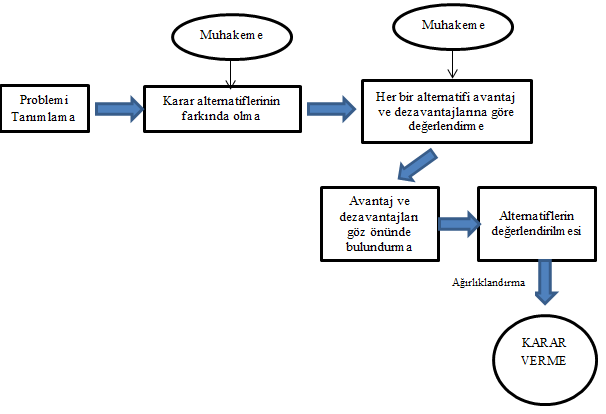 Muhakeme
Muhakeme
Problemi
Tanımlama
Karar alternatiflerinin
farkında olma
Her bir alternatifi avantaj
ve dezavantajlarına göre
değerlendirme
Avantaj ve
dezavantajları
göz önünde
bulundurma
Alternatiflerin
değerlendirilmesi
Ağırlıklandırma
KARAR
VERME